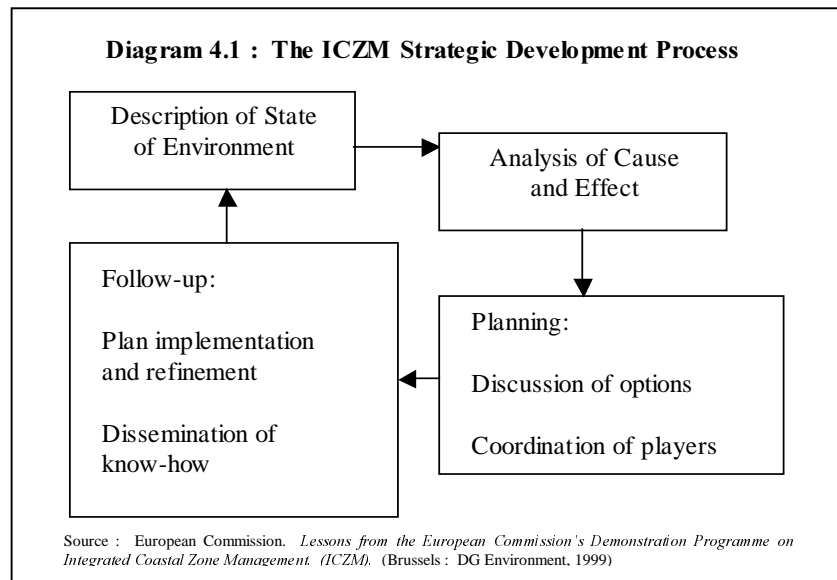 Diagram 4.1 : The ICZM Strategic Development Process
Description of State
of Environment
Analysis of Cause
and Effect
Planning:
Discussion of options
Coordination of players
Follow-up:
Plan implementation
and refinement
Dissemination of
know-how
Source : European Commission. Lessons from the European Commission's Demonstration Programme on
Integrated Coastal Zone Management. (ICZM). (Brussels : DG Environment, 1999)